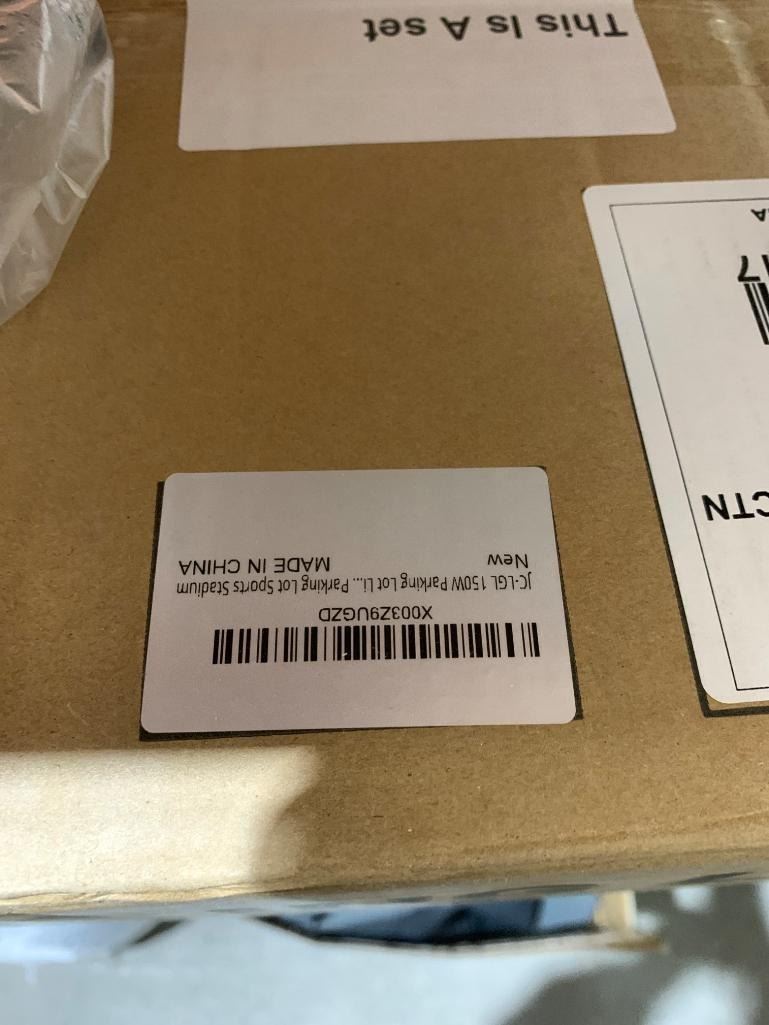 X003Z9UGZD
JC-LGL 150W Parking Lot Li... Parking Lot Sports Stadium
New
MADE IN CHINA
This Is A set
CTN